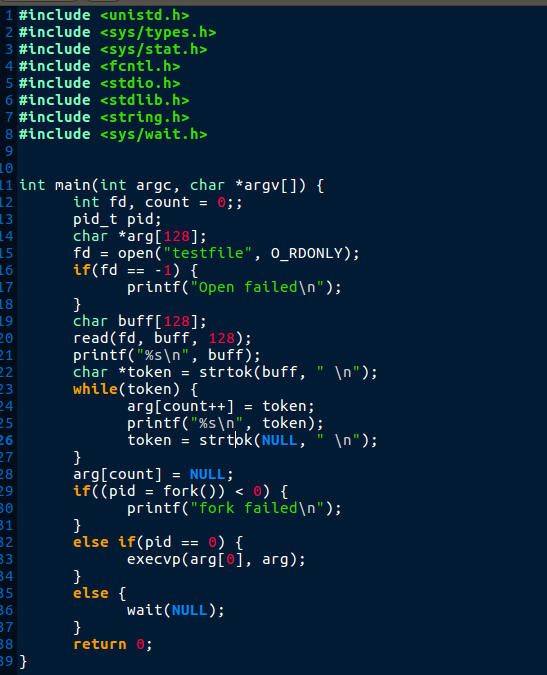 1 #include <unistd.h>
2 #include <sys/types.h>
3 #include <sys/stat.h>
4 #include <fcntl.h>
5 #include <stdio.h>
6 #include <stdlib.h>
7 #include <string.h>
8 #include <sys/wait.h>
9
10
11 int main(int argc, char *argv[]) {
12 int fd, count = 0;;
13 pid_t pid;
14 char *arg[128];
15 fd = open("testfile", O_RDONLY);
16 if(fd == -1) {
17 printf("Open failed\n");
18 }
19 char buff[128];
20 read(fd, buff, 128);
21 printf("%s\n", buff);
22 char *token = strtok(buff, " \n");
23 while(token) {
24 arg[count++] = token;
25 printf("%s\n", token);
26 token = strtok(NULL, " \n");
27 }
28 arg[count] = NULL;
29 if((pid = fork()) < 0) {
30 printf("fork failed\n");
31 }
32 else if(pid == 0) {
33 execvp(arg[0], arg);
34 }
35 else {
36 wait(NULL);
37 }
38 return 0;
39 }